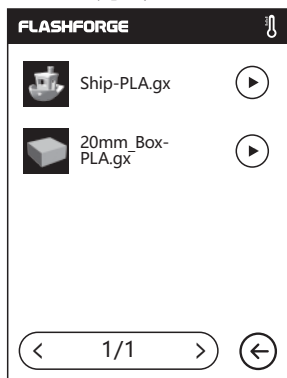 FLASHFORGE
Ship-PLA.gx
20mm_Box-
PLA.gx
1/1